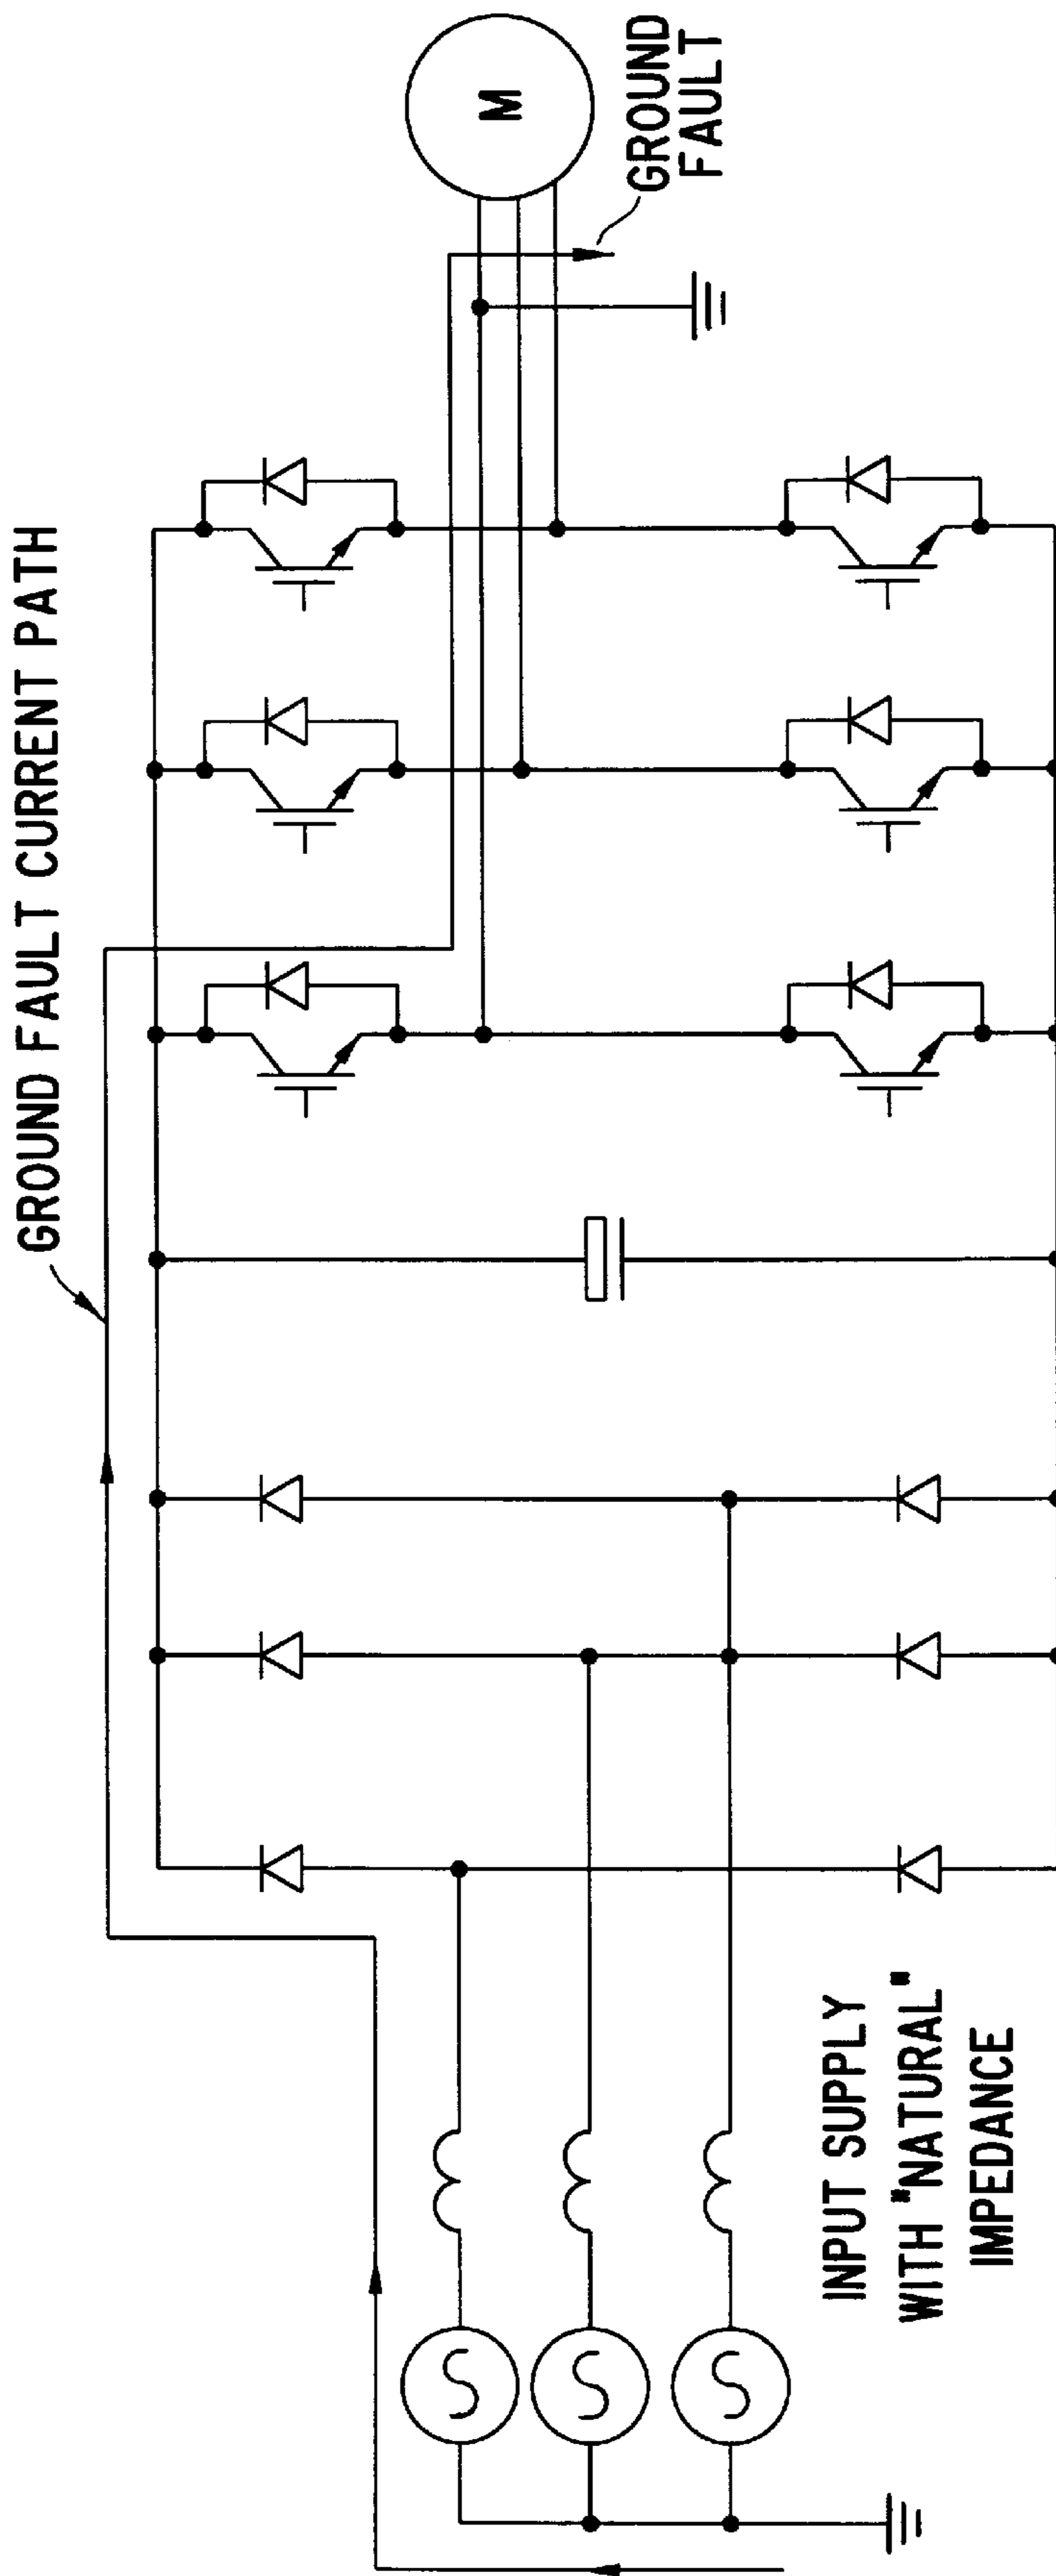 GROUND FAULT CURRENT PATH
M
GROUND
FAULT
INPUT SUPPLY
WITH "NATURAL"
IMPEDANCE